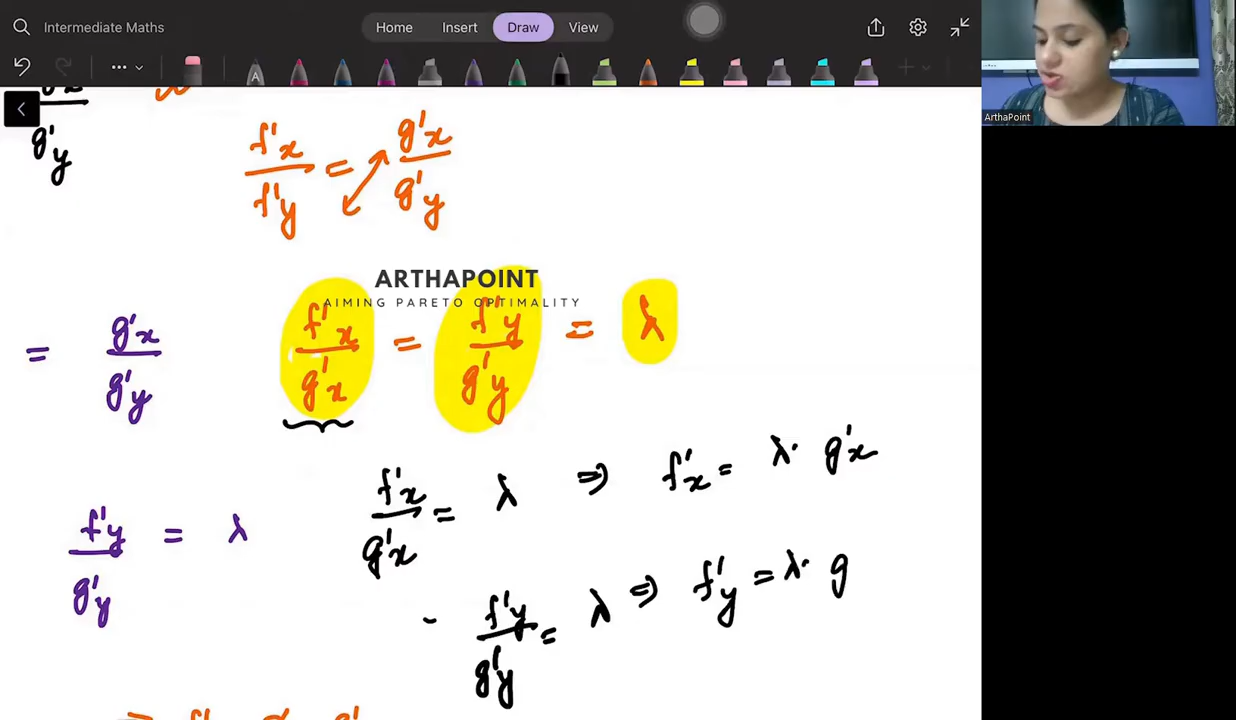 Intermediate Maths
Home Insert Draw View
A
ArthaPoint
g'y
f'x / f'y = g'x / g'y
ARTHAPOINT
AIMING PARETO OPTIMALITY
= g'x / g'y
f'x / g'x = f'y / g'y = λ
f'x / g'x = λ ⇒ f'x = λ· g'x
f'y / g'y = λ
f'y / g'y = λ ⇒ f'y = λ· g